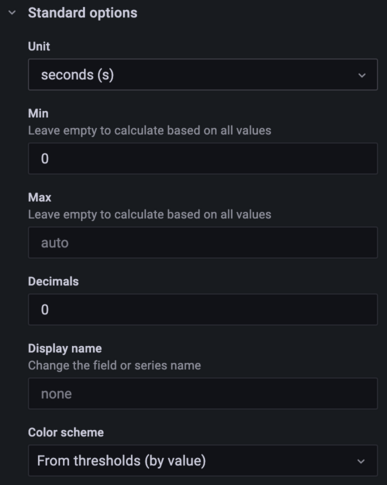 Standard options
Unit
seconds (s)
Min
Leave empty to calculate based on all values
0
Max
Leave empty to calculate based on all values
auto
Decimals
0
Display name
Change the field or series name
none
Color scheme
From thresholds (by value)